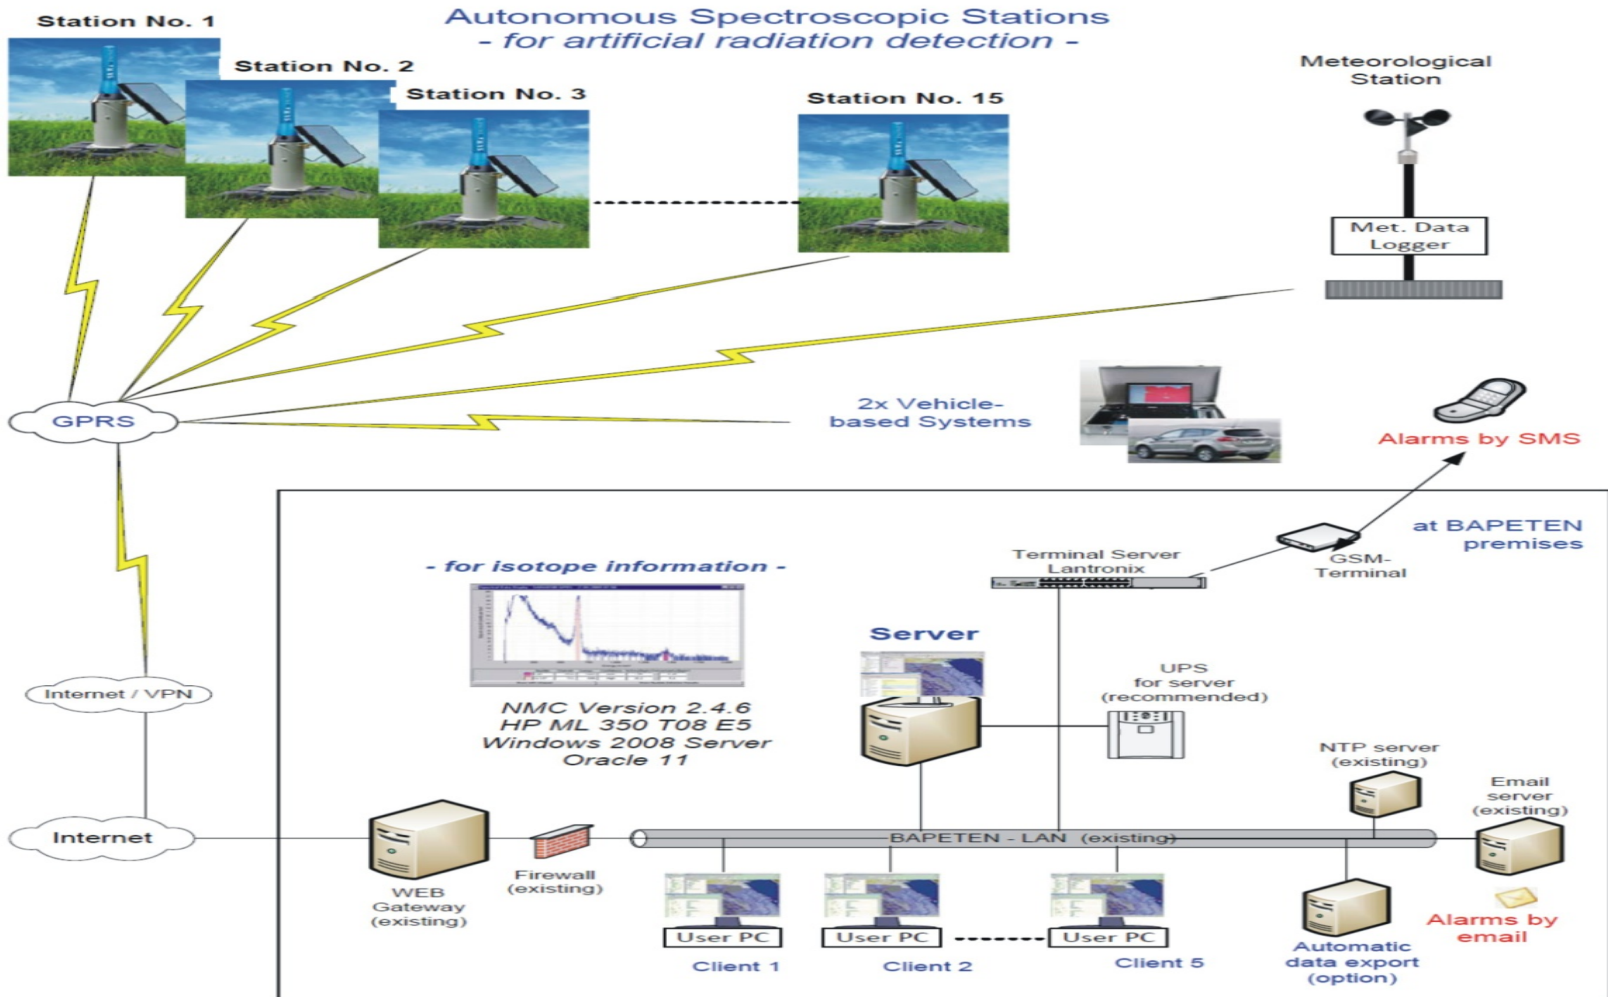 Autonomous Spectroscopic Stations
- for artificial radiation detection -
Station No. 1
Station No. 2
Station No. 3
Station No. 15
Meteorological
Station
Met. Data
Logger
GPRS
2x Vehicle-
based Systems
Alarms by SMS
at BAPETEN
premises
GSM-
Terminal
Terminal Server
Lantronix
- for isotope information -
Server
UPS
for server
(recommended)
NMC Version 2.4.6
HP ML 350 T08 E5
Windows 2008 Server
Oracle 11
Internet / VPN
NTP server
(existing)
Email
server
(existing)
Internet
BAPETEN - LAN (existing)
WEB
Gateway
(existing)
Firewall
(existing)
User PC
User PC
User PC
Client 1
Client 2
Client 5
Automatic
data export
(option)
Alarms by
email